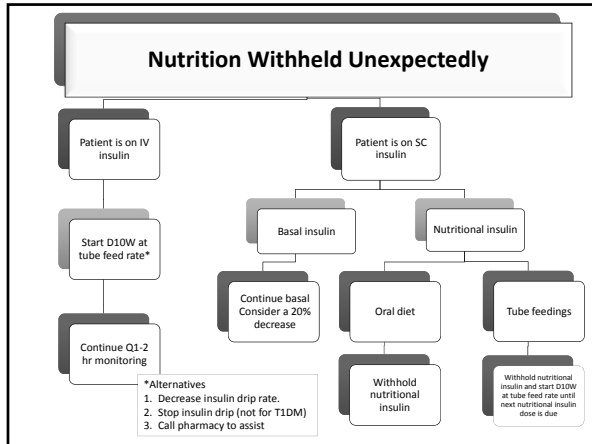 Nutrition Withheld Unexpectedly
Patient is on IV
insulin
Patient is on SC
insulin
Start D10W at
tube feed rate*
Basal insulin
Nutritional insulin
Continue Q1-2
hr monitoring
Continue basal
Consider a 20%
decrease
Oral diet
Tube feedings
Withhold
nutritional
insulin
Withhold nutritional
insulin and start D10W
at tube feed rate until
next nutritional insulin
dose is due
*Alternatives
1. Decrease insulin drip rate.
2. Stop insulin drip (not for T1DM)
3. Call pharmacy to assist